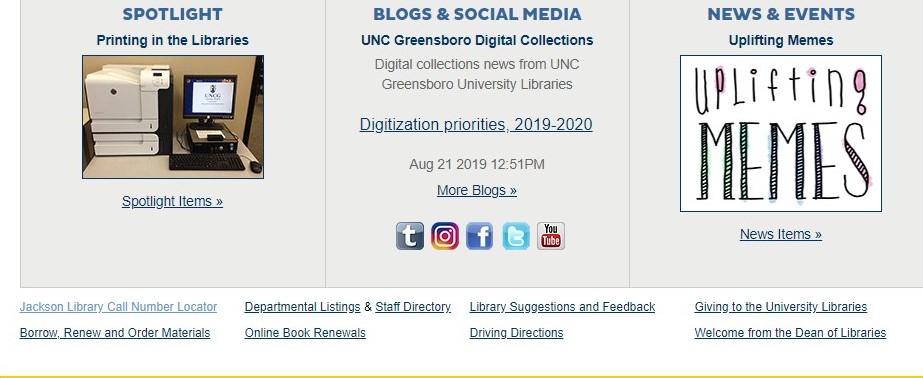 SPOTLIGHT
Printing in the Libraries
UNCG
Spotlight Items »
BLOGS & SOCIAL MEDIA
UNC Greensboro Digital Collections
Digital collections news from UNC
Greensboro University Libraries
Digitization priorities, 2019-2020
Aug 21 2019 12:51PM
More Blogs »
t
f
t
You
Tube
NEWS & EVENTS
Uplifting Memes
UPLifting
MEMES
News Items »
Jackson Library Call Number Locator
Departmental Listings & Staff Directory
Library Suggestions and Feedback
Giving to the University Libraries
Borrow, Renew and Order Materials
Online Book Renewals
Driving Directions
Welcome from the Dean of Libraries